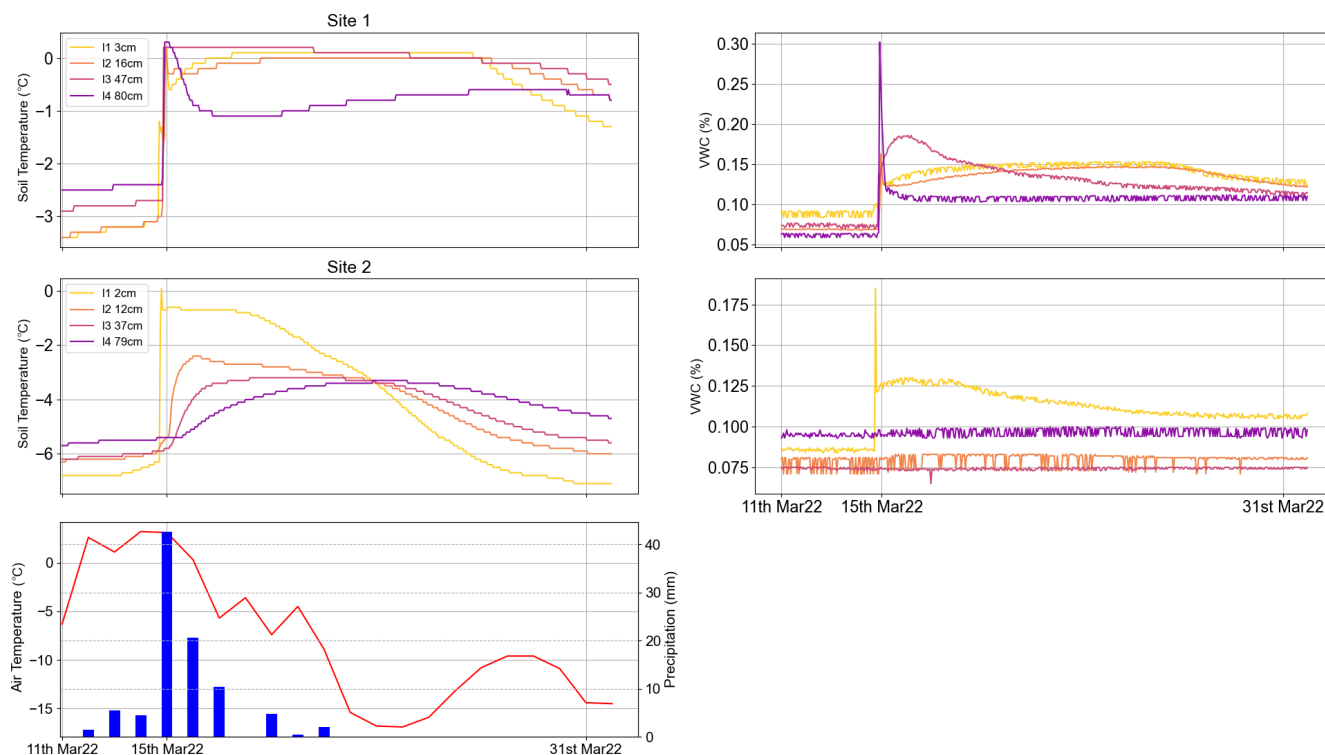 Site 1
Soil Temperature (°C)
0
−1
−2
−3
I1 3cm
I2 16cm
I3 47cm
I4 80cm
VWC (%)
0.30
0.25
0.20
0.15
0.10
0.05
Site 2
Soil Temperature (°C)
0
−2
−4
−6
I1 2cm
I2 12cm
I3 37cm
I4 79cm
VWC (%)
0.175
0.150
0.125
0.100
0.075
11th Mar22 15th Mar22 31st Mar22
Air Temperature (°C)
0
−5
−10
−15
Precipitation (mm)
40
30
20
10
0
11th Mar22 15th Mar22 31st Mar22